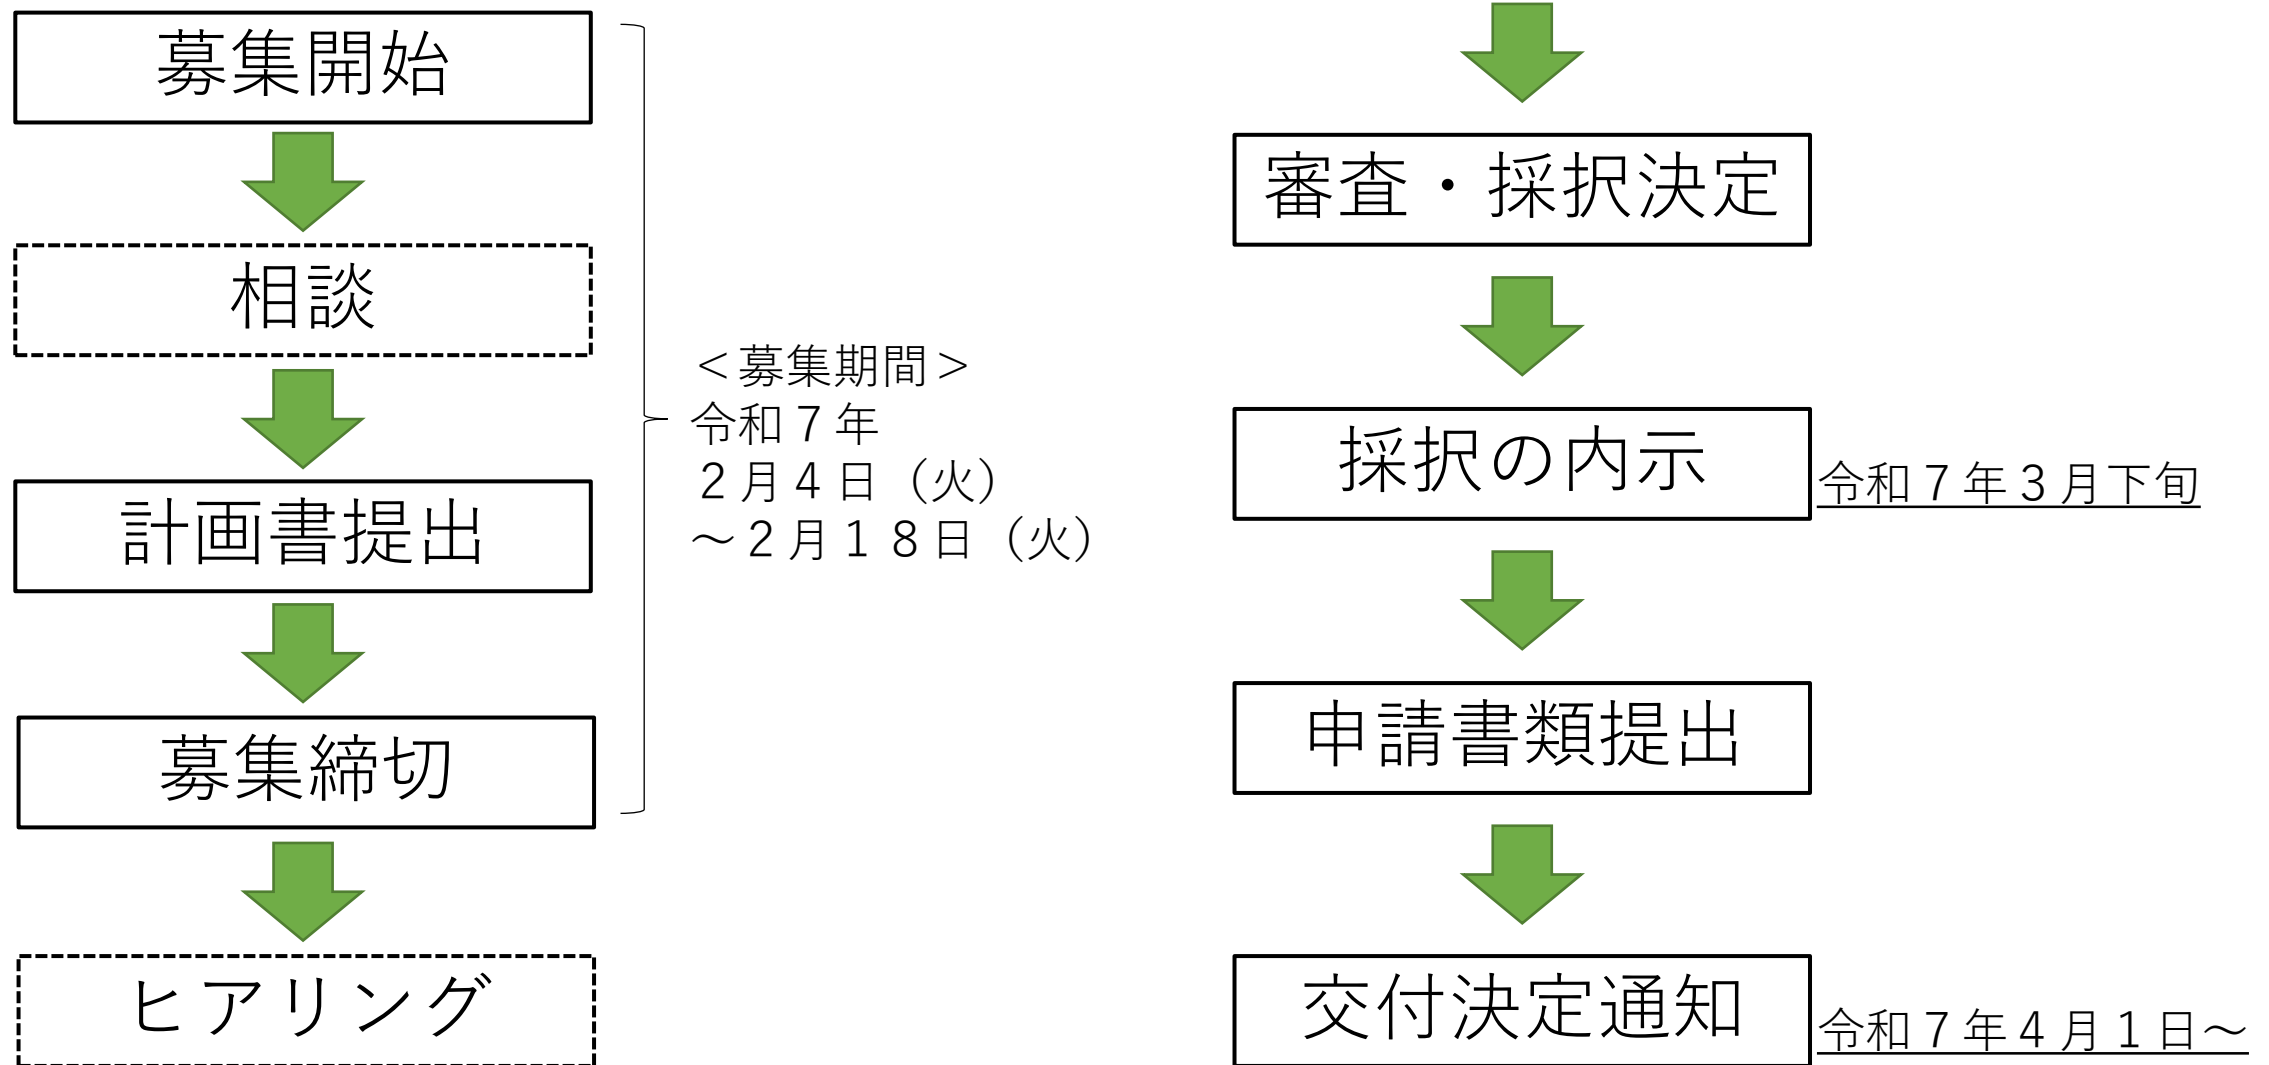 募集開始
相談
計画書提出
募集締切
ヒアリング
＜募集期間＞
令和７年
２月４日（火）
～２月１８日（火）
審査・採択決定
採択の内示
令和７年３月下旬
申請書類提出
交付決定通知
令和７年４月１日～